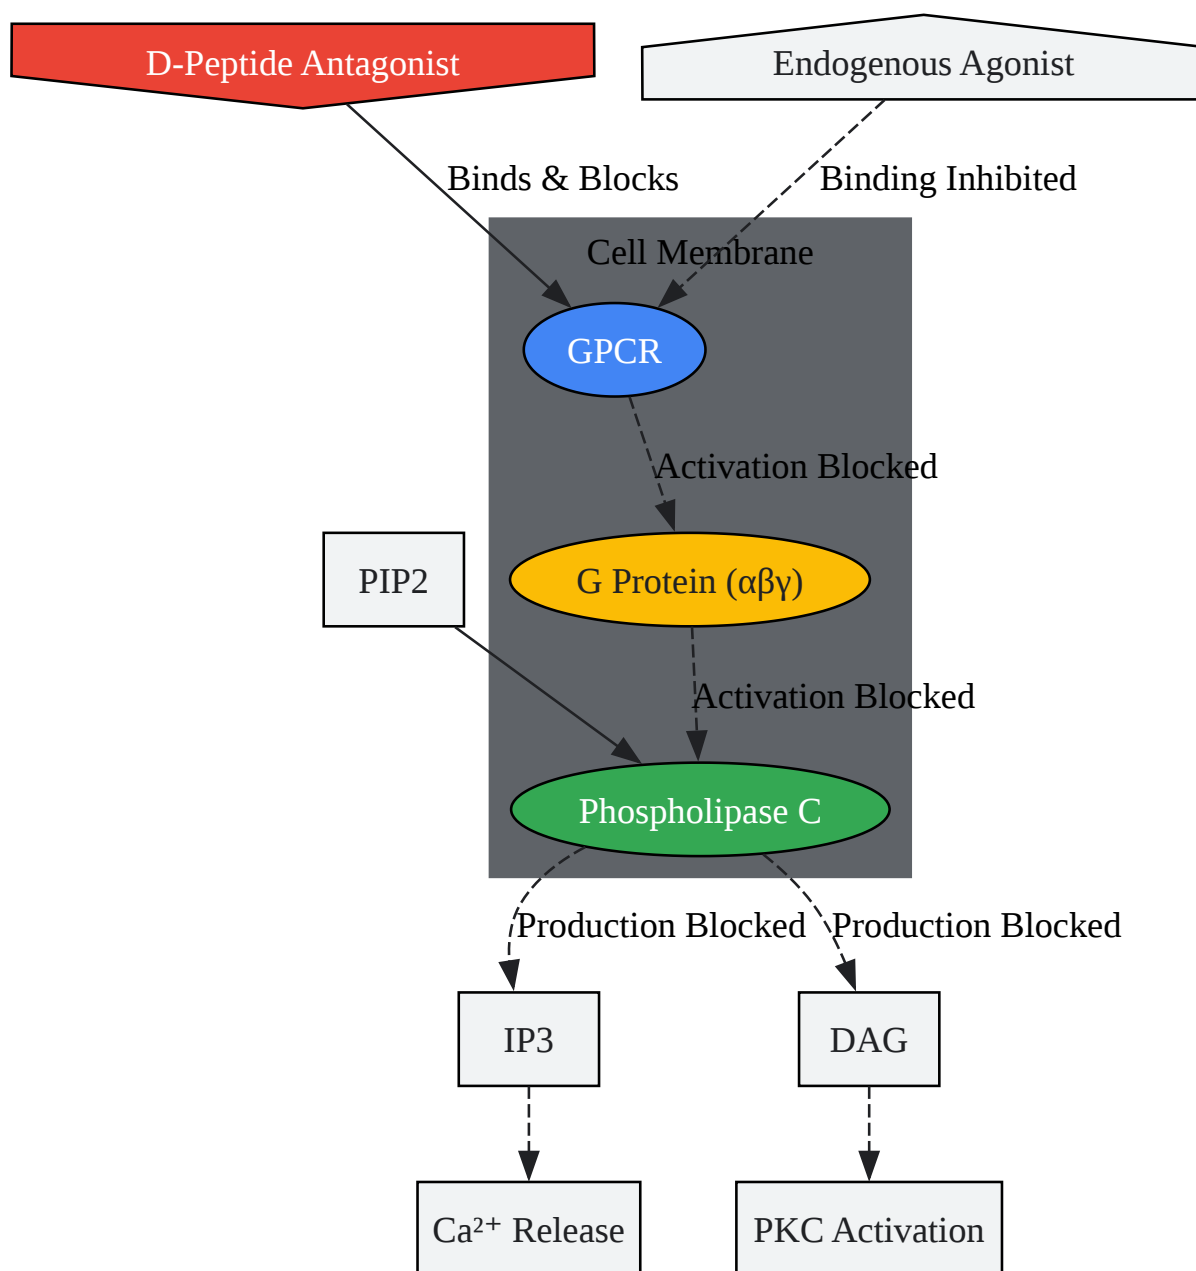 D-Peptide Antagonist
Endogenous Agonist
Binds & Blocks
Binding Inhibited
Cell Membrane
GPCR
Activation Blocked
PIP2
G Protein (αβγ)
Activation Blocked
Phospholipase C
Production Blocked
Production Blocked
IP3
DAG
Ca²⁺ Release
PKC Activation